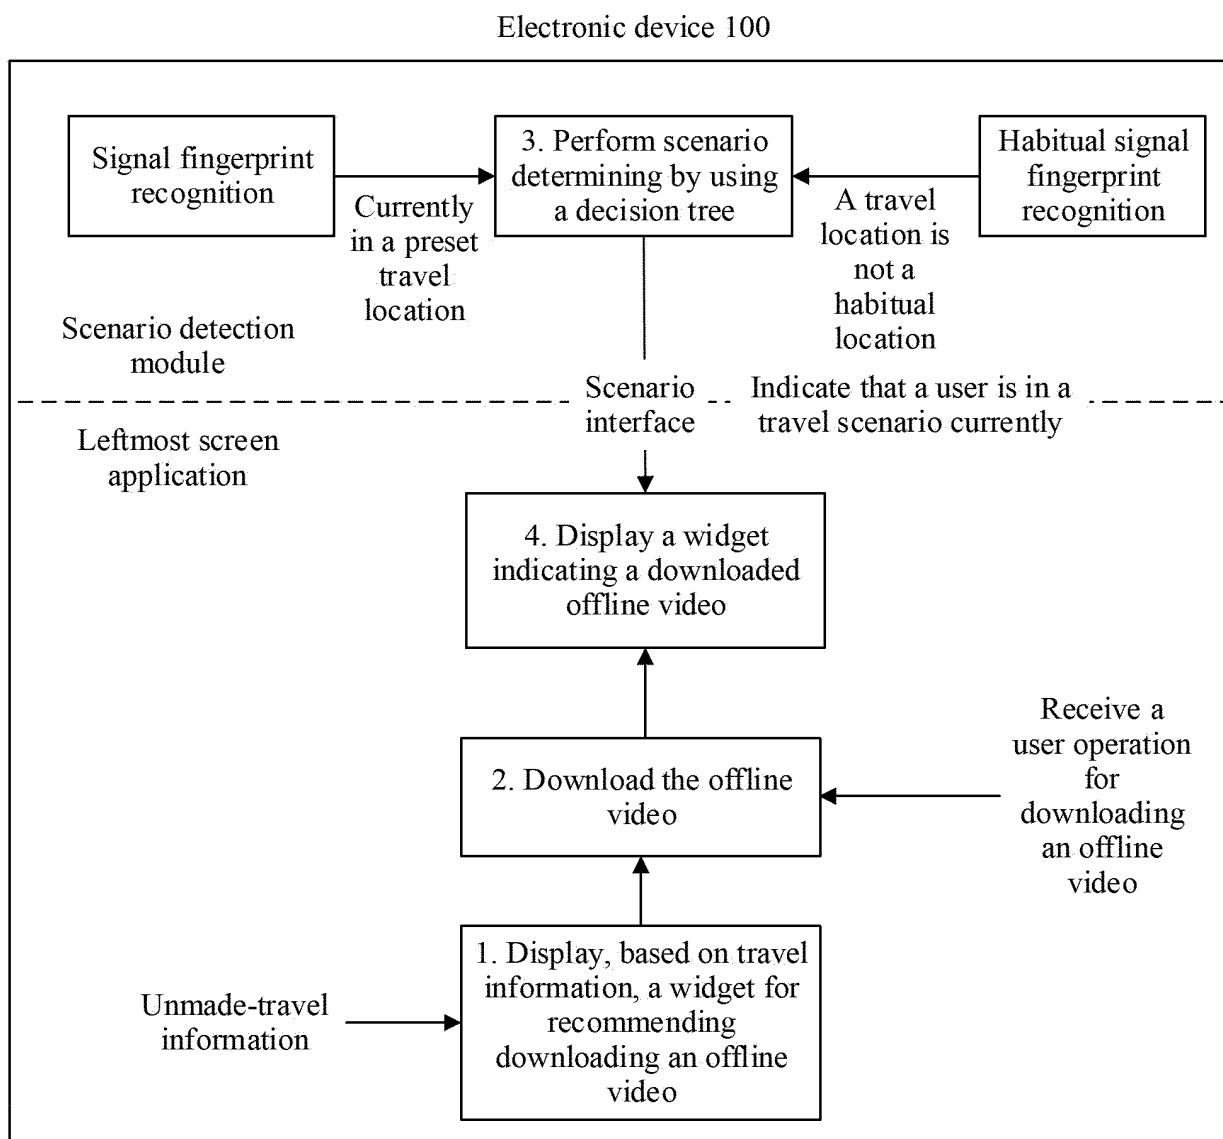 Electronic device 100
Signal fingerprint
recognition
3. Perform scenario
determining by using
a decision tree
Habitual signal
fingerprint
recognition
Currently
in a preset
travel
location
A travel
location is
not a
habitual
location
Scenario detection
module
Scenario
interface
Indicate that a user is in a
travel scenario currently
Leftmost screen
application
4. Display a widget
indicating a downloaded
offline video
2. Download the offline
video
Receive a
user operation
for
downloading
an offline
video
1. Display, based on travel
information, a widget for
recommending
downloading an offline
video
Unmade-travel
information